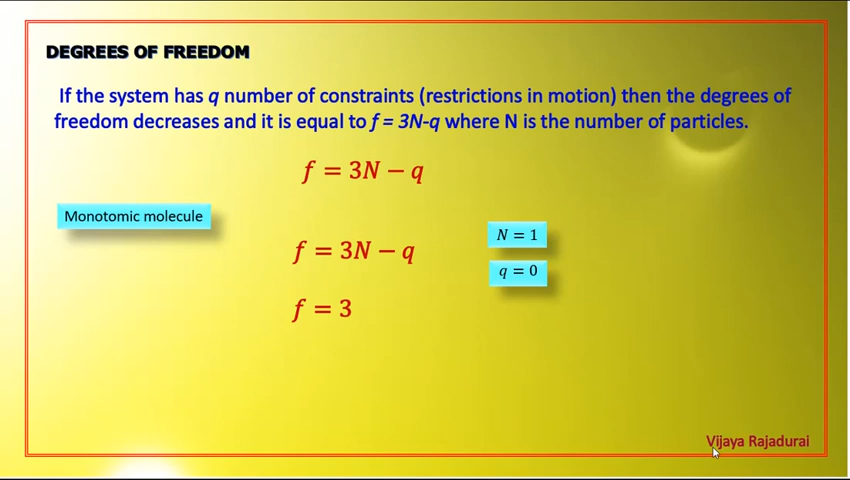 DEGREES OF FREEDOM
If the system has q number of constraints (restrictions in motion) then the degrees of
freedom decreases and it is equal to f = 3N-q where N is the number of particles.
f = 3N − q
Monotomic molecule
f = 3N − q
N = 1
q = 0
f = 3
Vijaya Rajadurai